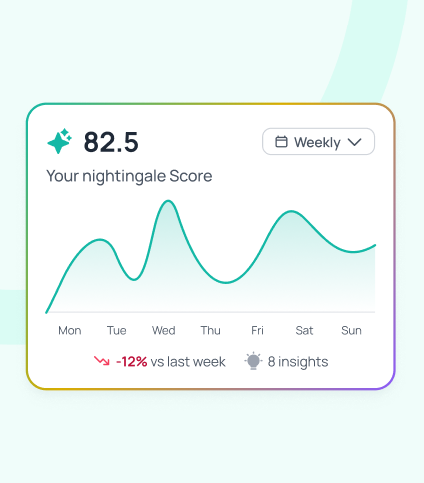 82.5
Weekly
Your nightingale Score
Mon Tue Wed Thu Fri Sat Sun
-12% vs last week 8 insights